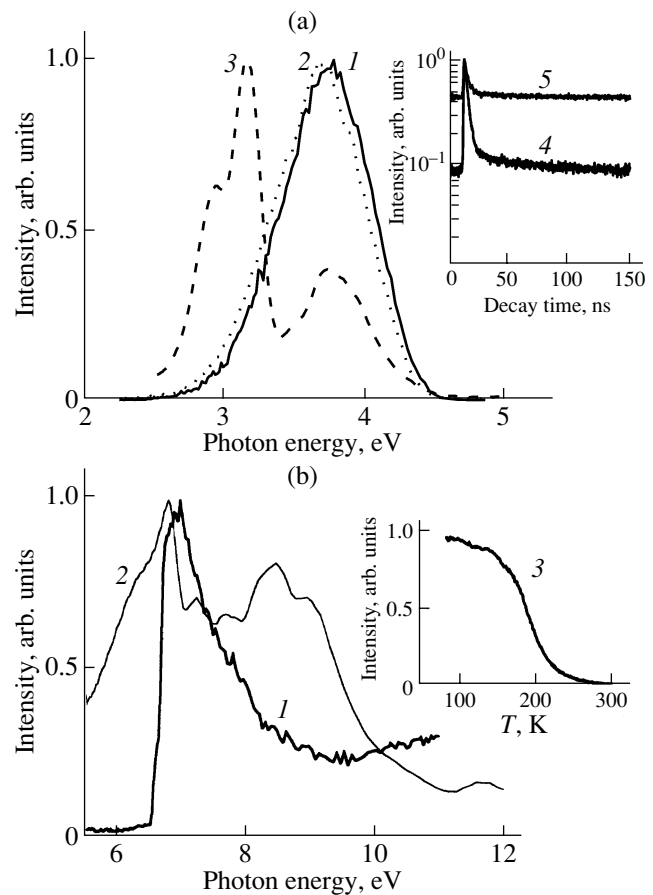 (a)
Intensity, arb. units
1.0
0.5
0
2 3 4 5
Photon energy, eV
3 2 1
Intensity, arb. units
10⁰
10⁻¹
5
4
0 50 100 150
Decay time, ns
(b)
Intensity, arb. units
1.0
0.5
0
6 8 10 12
Photon energy, eV
2
1
Intensity, arb. units
1.0
0.5
0
3
100 200 300
T, K